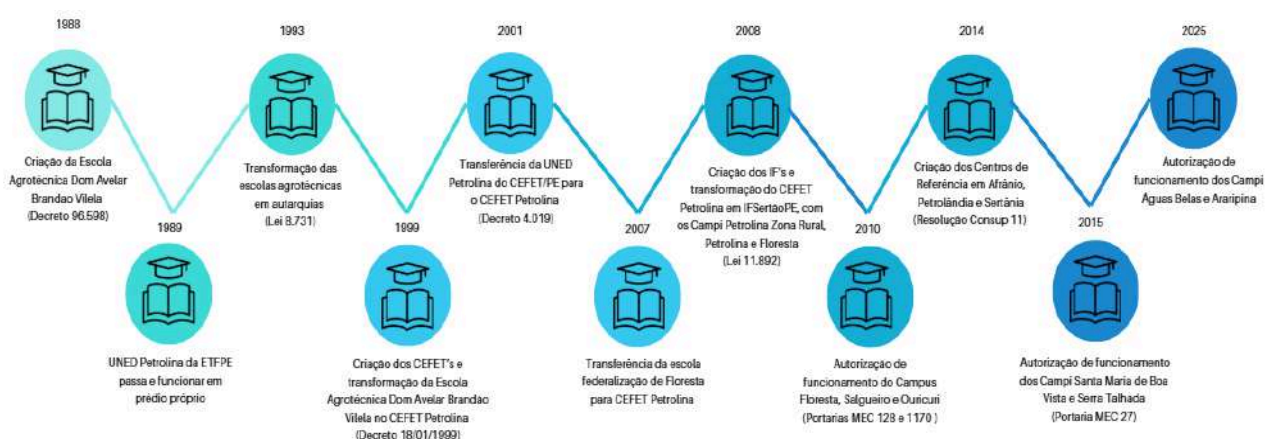 1988
Criação da Escola
Agrotécnica Dom Avelar
Brandao Vilela
(Decreto 96.598)
1989
UNED Petrolina da ETFPE
passa e funcionar em
prédio próprio
1993
Transformação das
escolas agrotécnicas
em autarquias
(Lei 8.731)
1999
Criação dos CEFET's e
transformação da Escola
Agrotécnica Dom Avelar Brandao
Vilela no CEFET Petrolina
(Decreto 18/01/1999)
2001
Transferência da UNED
Petrolina do CEFET/PE para
o CEFET Petrolina
(Decreto 4.019)
2007
Transferência da escola
federalização de Floresta
para CEFET Petrolina
2008
Criação dos IF's e
transformação do CEFET
Petrolina em IFSertãoPE, com
os Campi Petrolina Zona Rural,
Petrolina e Floresta
(Lei 11.892)
2010
Autorização de
funcionamento do Campus
Floresta, Salgueiro e Ouricuri
(Portarias MEC 128 e 1170 )
2014
Criação dos Centros de
Referência em Afrânio,
Petrolândia e Sertânia
(Resolução Consup 11)
2015
Autorização de funcionamento
dos Campi Santa Maria de Boa
Vista e Serra Talhada
(Portaria MEC 27)
2025
Autorização de
funcionamento dos Campi
Águas Belas e Araripina